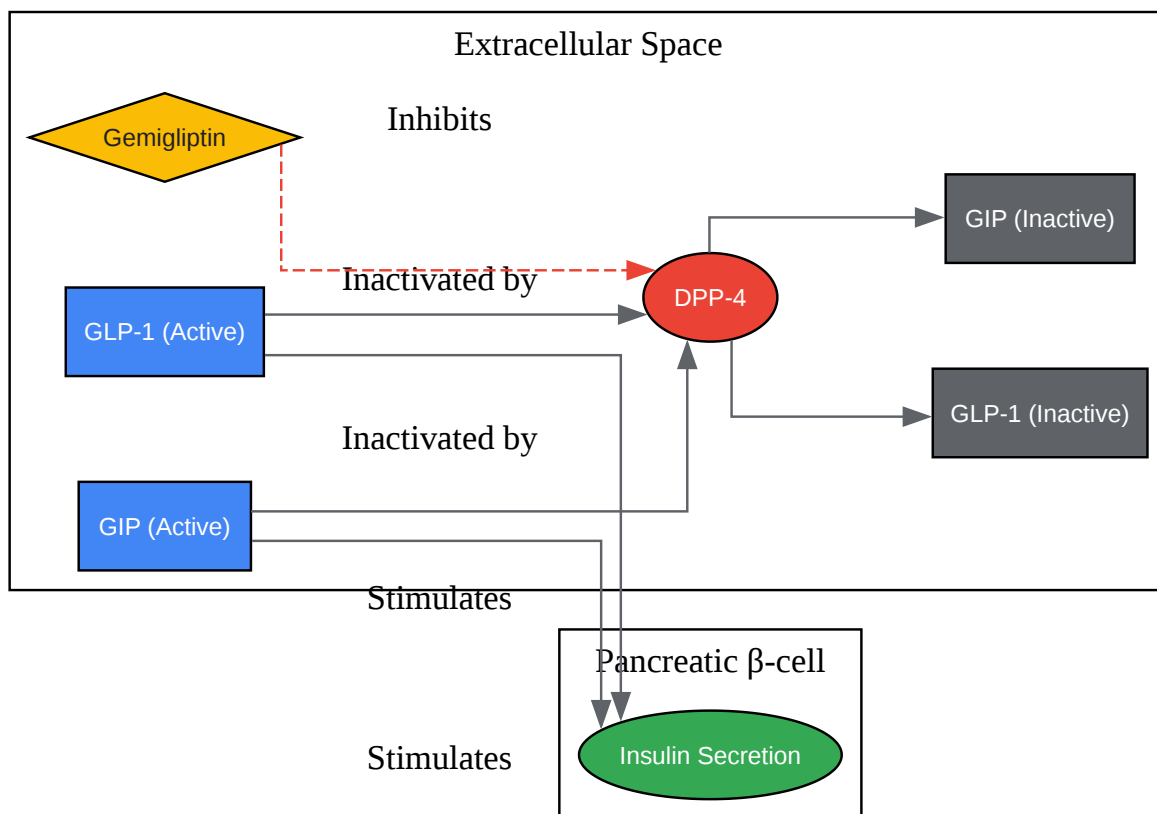 Extracellular Space
Inhibits
Gemigliptin
GIP (Inactive)
Inactivated by
DPP-4
GLP-1 (Active)
GLP-1 (Inactive)
Inactivated by
GIP (Active)
Stimulates
Pancreatic β-cell
Stimulates
Insulin Secretion